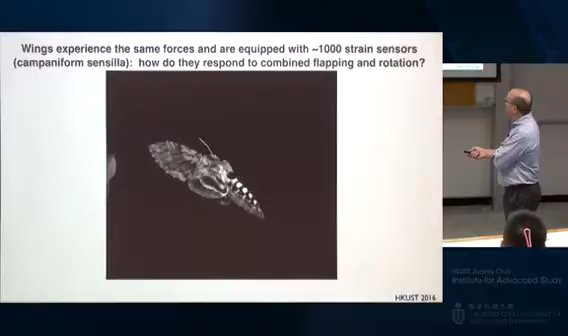 Wings experience the same forces and are equipped with ~1000 strain sensors
(campaniform sensilla):  how do they respond to combined flapping and rotation?
HKUST 2016
HKUST Jockey Club
Institute for Advanced Study